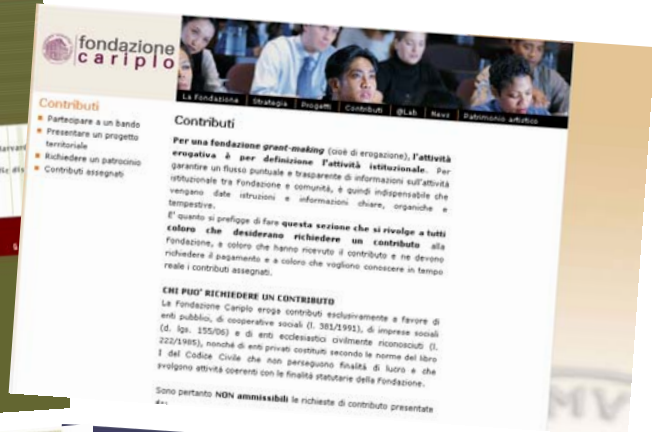 fondazione
cariplo
La Fondazione Strategia Progetti Contributi @Lab News Patrimonio artistico
Contributi
Partecipare a un bando
Presentare un progetto
territoriale
Richiedere un patrocinio
Contributi assegnati
Contributi
Per una fondazione grant-making (cioè di erogazione), l'attività
erogativa è per definizione l'attività istituzionale. Per
garantire un flusso puntuale e trasparente di informazioni sull'attività
istituzionale tra Fondazione e comunità, è quindi indispensabile che
vengano date istruzioni e informazioni chiare, organiche e
tempestive.
E' quanto si prefigge di fare questa sezione che si rivolge a tutti
coloro che desiderano richiedere un contributo alla
Fondazione, a coloro che hanno ricevuto il contributo e ne devono
richiedere il pagamento e a coloro che vogliono conoscere in tempo
reale i contributi assegnati.
CHI PUO' RICHIEDERE UN CONTRIBUTO
La Fondazione Cariplo eroga contributi esclusivamente a favore di
enti pubblici, di cooperative sociali (l. 381/1991), di imprese sociali
(d. lgs. 155/06) e di enti ecclesiastici civilmente riconosciuti (l.
222/1985), nonché di enti privati costituiti secondo le norme del libro
I del Codice Civile che non perseguono finalità di lucro e che
svolgono attività coerenti con le finalità statutarie della Fondazione.
Sono pertanto NON ammissibili le richieste di contributo presentate
MV